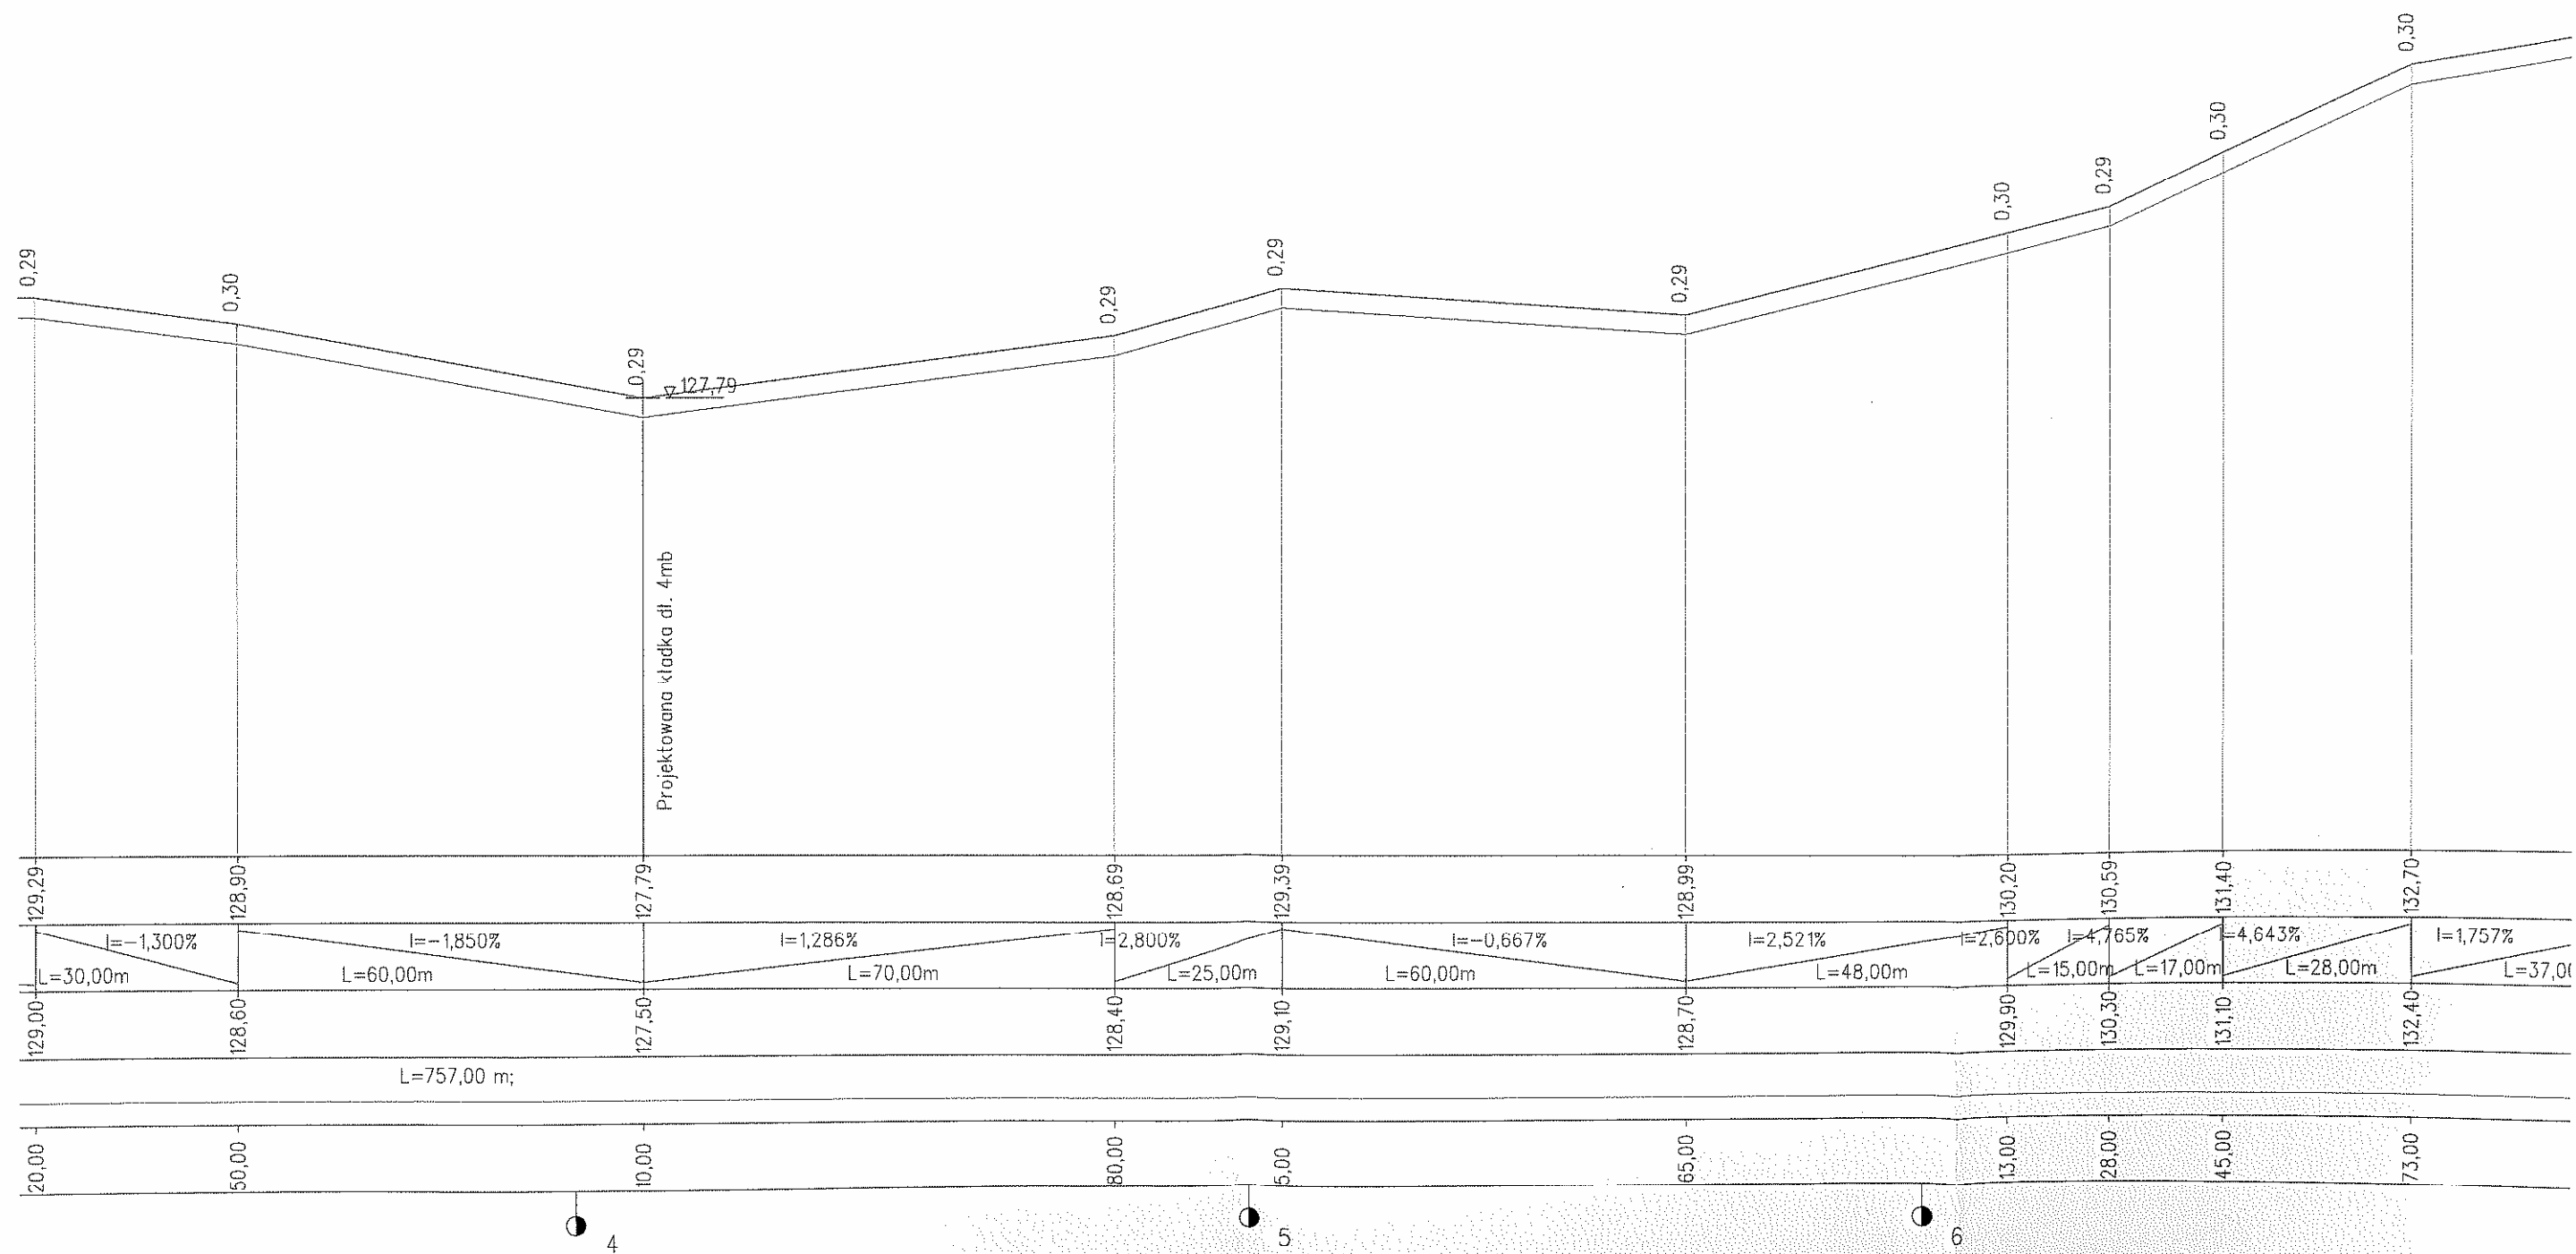 0,29
0,30
0,29
0,29
0,29
0,29
0,30
0,29
0,30
0,30
127,79
Projektowana kładka dł. 4mb
129,29
128,90
127,79
128,69
129,39
128,99
130,20
130,59
131,40
132,70
I=-1,300%
I=-1,850%
I=1,286%
I=2,800%
I=-0,667%
I=2,521%
I=2,600%
I=4,765%
I=4,643%
I=1,757%
L=30,00m
L=60,00m
L=70,00m
L=25,00m
L=60,00m
L=48,00m
L=15,00m
L=17,00m
L=28,00m
L=37,0
129,00
128,60
127,50
128,40
129,10
128,70
129,90
130,30
131,10
132,40
L=757,00 m;
20,00
50,00
10,00
80,00
5,00
65,00
13,00
28,00
45,00
73,00
4
5
6